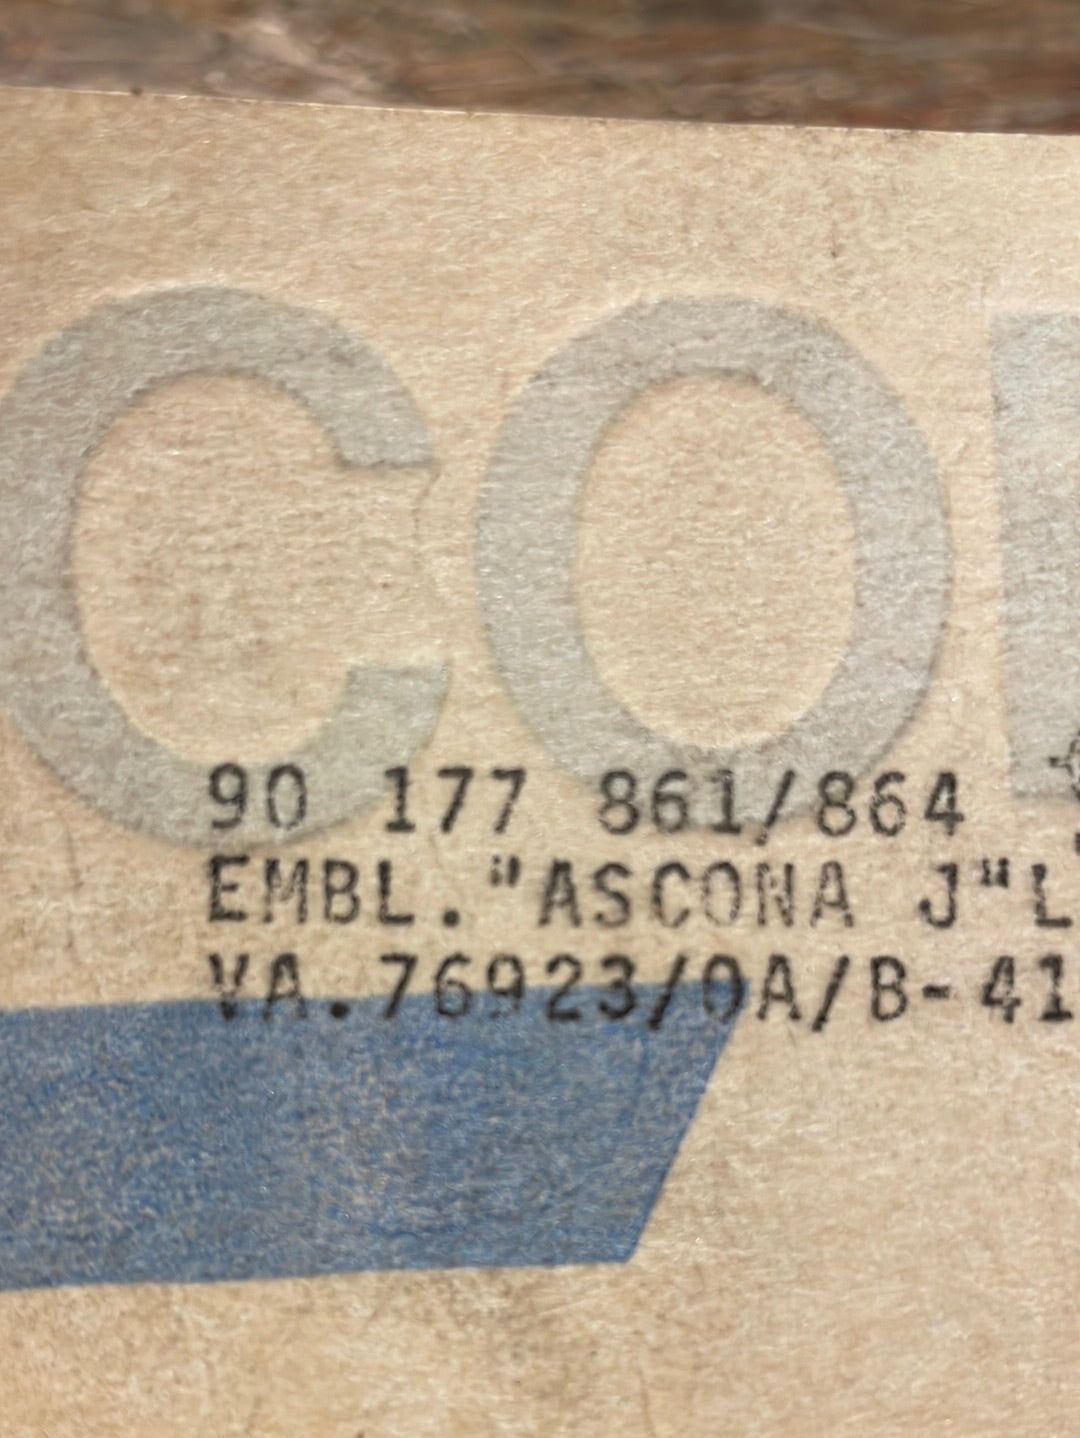 CO
90 177 861/864
EMBL."ASCONA J"L
VA.76923/0A/B-41